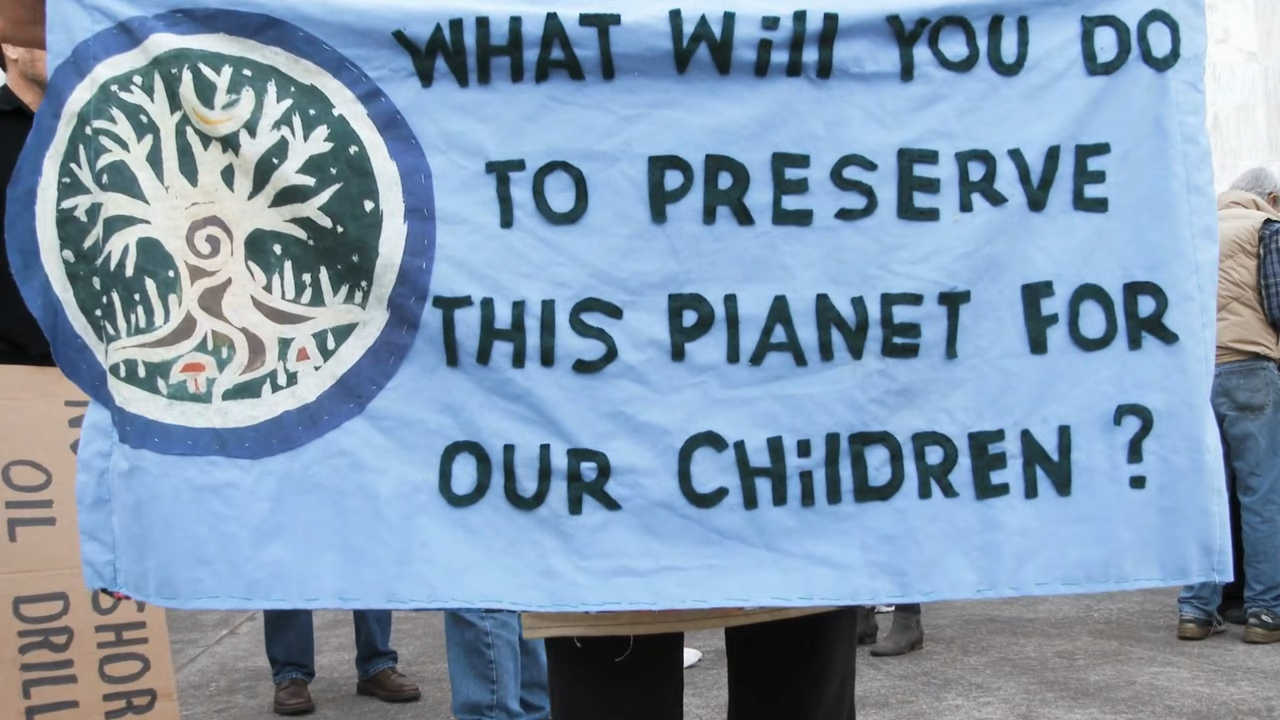 WHAT Will YOU DO
TO PRESERVE
THIS PlANET FOR
OUR CHilDREN ?
OIL
DRILL